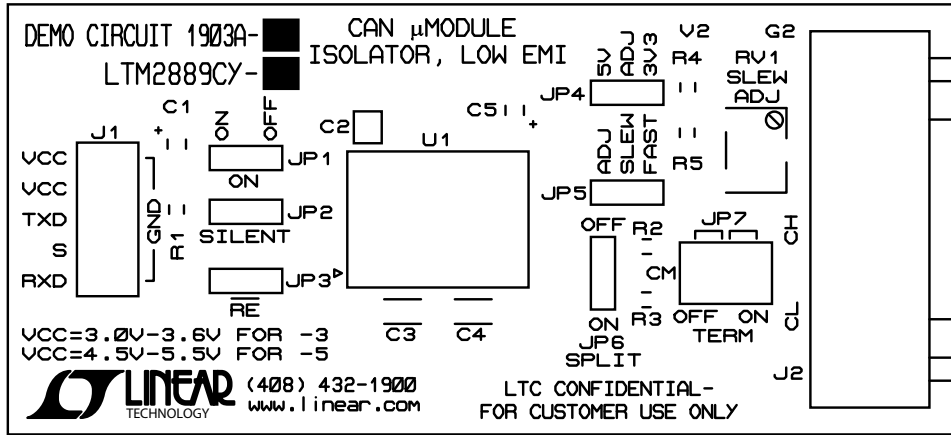 DEMO CIRCUIT 1903A-
LTM2889CY-
CAN µMODULE
ISOLATOR, LOW EMI
V2
G2
5V
ADJ
3V3
R4
RV1
SLEW
ADJ
JP4
C1
+
ON
OFF
C2
C5
+
J1
U1
VCC
VCC
TXD
S
RXD
GND
R1
JP1
ON
JP2
SILENT
JP3
RE
ADJ
SLEW
FAST
R5
JP5
OFF
R2
JP7
CH
CM
R3
ON
JP6
SPLIT
OFF ON
TERM
CL
C3
C4
VCC=3.0V-3.6V FOR -3
VCC=4.5V-5.5V FOR -5
J2
LINEAR
TECHNOLOGY
(408) 432-1900
www.linear.com
LTC CONFIDENTIAL-
FOR CUSTOMER USE ONLY